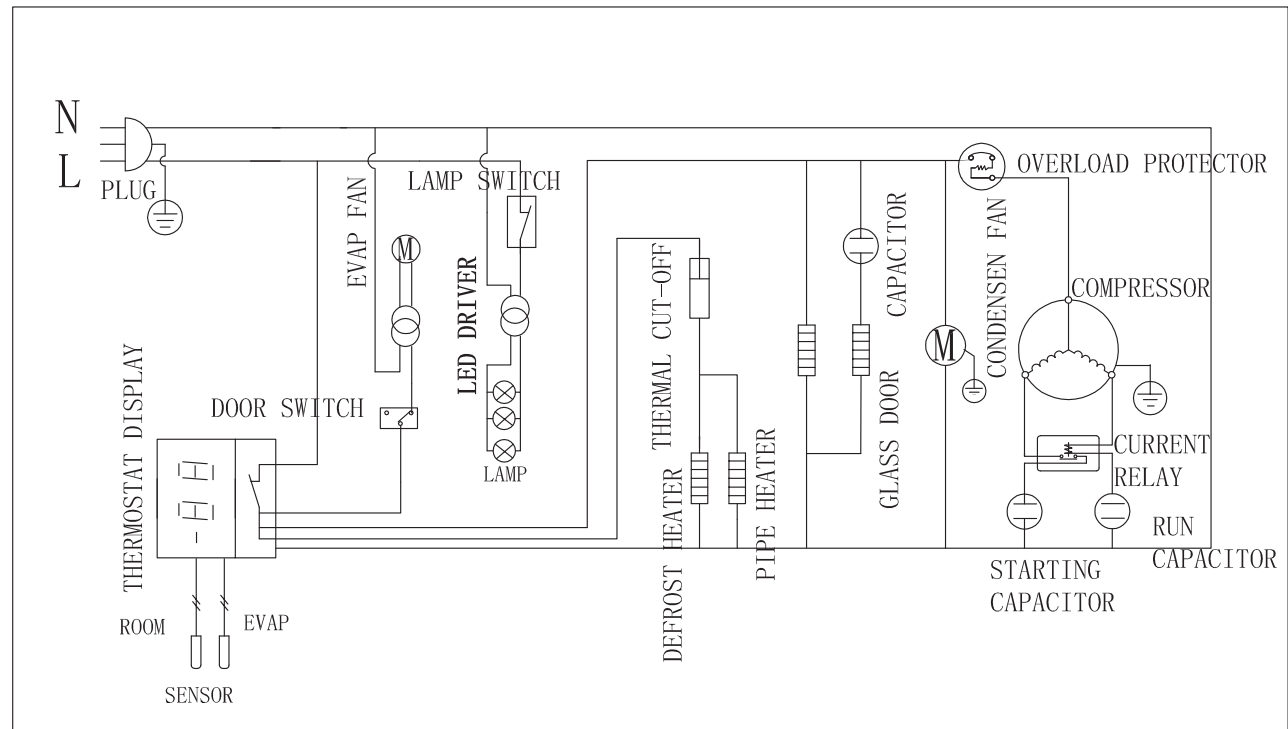 N
L
PLUG
LAMP SWITCH
OVERLOAD PROTECTOR
EVAP FAN
M
CAPACITOR
CONDENSEN FAN
COMPRESSOR
LED DRIVER
THERMAL CUT-OFF
M
DOOR SWITCH
THERMOSTAT DISPLAY
LAMP
GLASS DOOR
CURRENT
RELAY
DEFROST HEATER
PIPE HEATER
RUN
CAPACITOR
STARTING
CAPACITOR
ROOM
EVAP
SENSOR